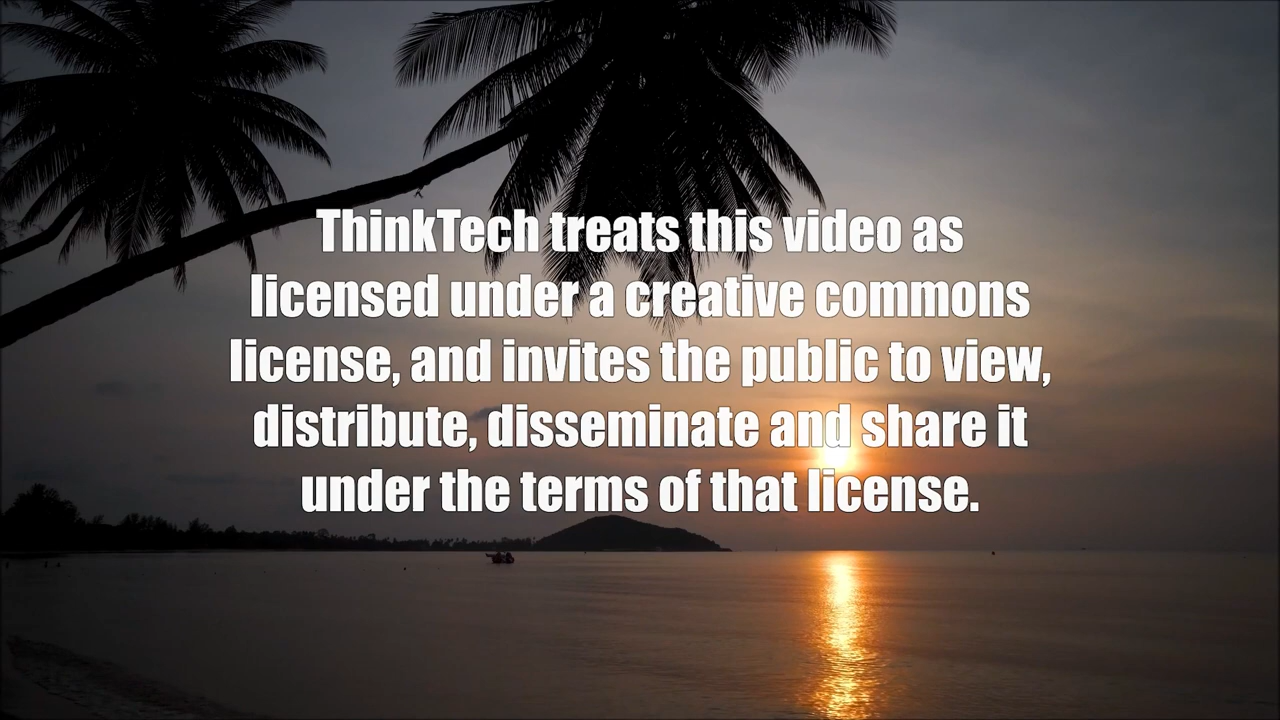 ThinkTech treats this video as
licensed under a creative commons
license, and invites the public to view,
distribute, disseminate and share it
under the terms of that license.